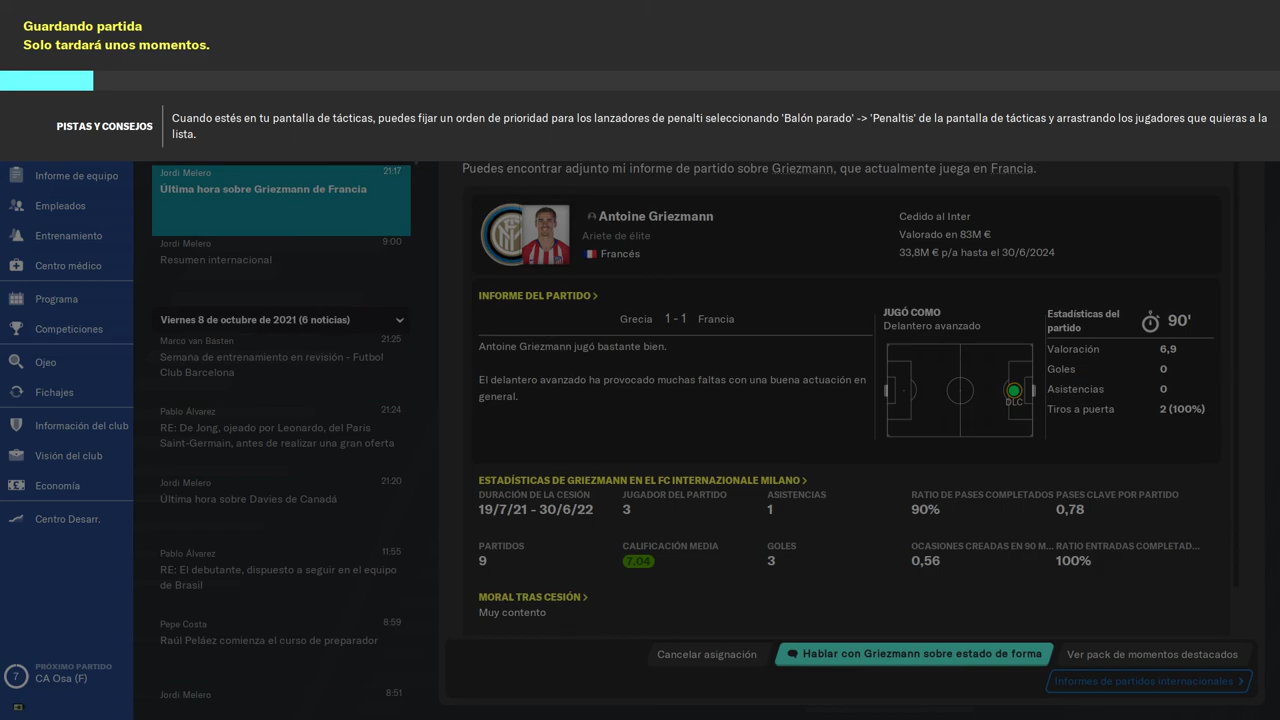 Guardando partida
Solo tardará unos momentos.
PISTAS Y CONSEJOS
Cuando estés en tu pantalla de tácticas, puedes fijar un orden de prioridad para los lanzadores de penalti seleccionando 'Balón parado' -> 'Penaltis' de la pantalla de tácticas y arrastrando los jugadores que quieras a la
lista.
Informe de equipo
Empleados
Entrenamiento
Centro médico
Programa
Competiciones
Ojeo
Fichajes
Información del club
Visión del club
Economía
Centro Desarr.
7
PRÓXIMO PARTIDO
CA Osa (F)
Jordi Melero 21:17
Última hora sobre Griezmann de Francia
Jordi Melero 9:00
Resumen internacional
Viernes 8 de octubre de 2021 (6 noticias)
Marco van Basten 21:25
Semana de entrenamiento en revisión - Futbol
Club Barcelona
Pablo Álvarez 21:24
RE: De Jong, ojeado por Leonardo, del Paris
Saint-Germain, antes de realizar una gran oferta
Jordi Melero 21:20
Última hora sobre Davies de Canadá
Pablo Álvarez 11:55
RE: El debutante, dispuesto a seguir en el equipo
de Brasil
Pepe Costa 8:59
Raúl Peláez comienza el curso de preparador
Jordi Melero 8:51
Puedes encontrar adjunto mi informe de partido sobre Griezmann, que actualmente juega en Francia.
Antoine Griezmann
Ariete de élite
Francés
Cedido al Inter
Valorado en 83M €
33,8M € p/a hasta el 30/6/2024
INFORME DEL PARTIDO >
Grecia 1 - 1 Francia
Antoine Griezmann jugó bastante bien.
El delantero avanzado ha provocado muchas faltas con una buena actuación en
general.
JUGÓ COMO
Delantero avanzado
DLC
Estadísticas del
partido
90'
Valoración 6,9
Goles 0
Asistencias 0
Tiros a puerta 2 (100%)
ESTADÍSTICAS DE GRIEZMANN EN EL FC INTERNAZIONALE MILANO >
DURACIÓN DE LA CESIÓN JUGADOR DEL PARTIDO ASISTENCIAS RATIO DE PASES COMPLETADOS PASES CLAVE POR PARTIDO
19/7/21 - 30/6/22 3 1 90% 0,78
PARTIDOS CALIFICACIÓN MEDIA GOLES OCASIONES CREADAS EN 90 M... RATIO ENTRADAS COMPLETAD...
9 7.04 3 0,56 100%
MORAL TRAS CESIÓN >
Muy contento
Cancelar asignación
Hablar con Griezmann sobre estado de forma
Ver pack de momentos destacados
Informes de partidos internacionales >